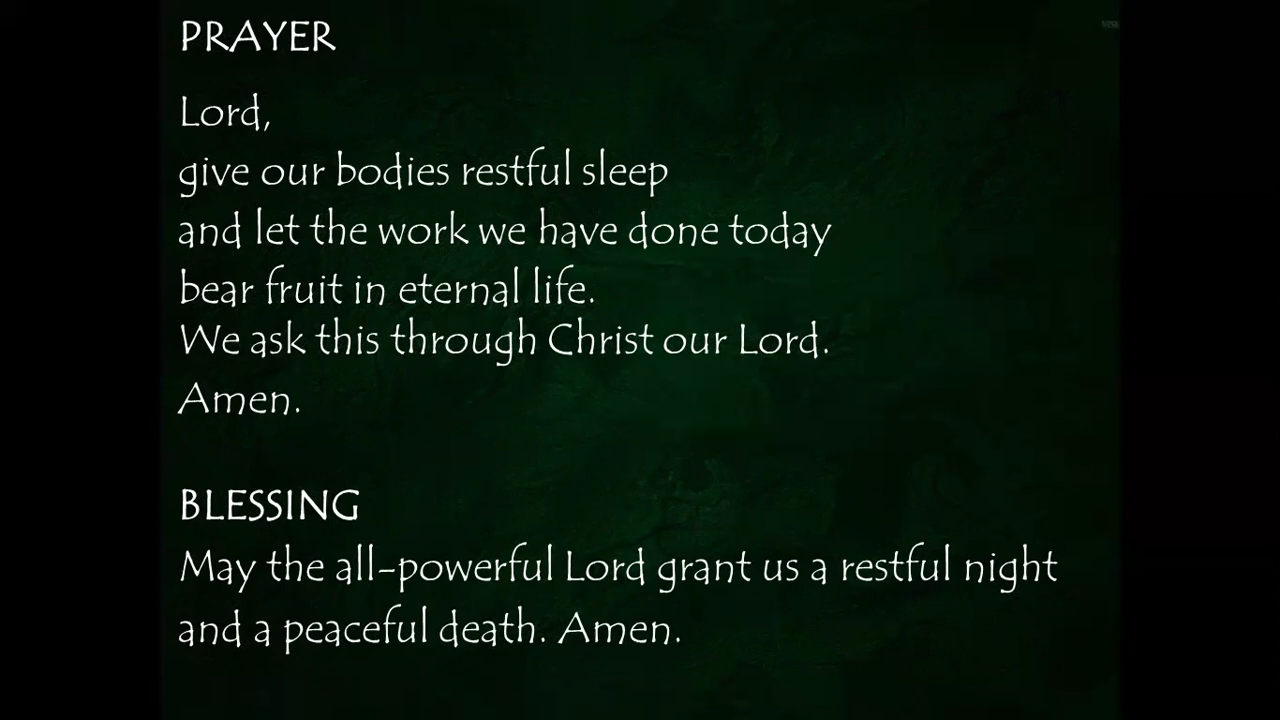 PRAYER
Lord,
give our bodies restful sleep
and let the work we have done today
bear fruit in eternal life.
We ask this through Christ our Lord.
Amen.
BLESSING
May the all-powerful Lord grant us a restful night
and a peaceful death. Amen.